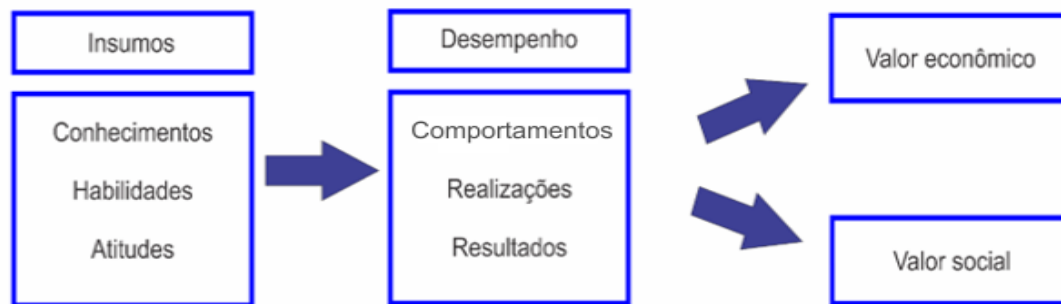 Insumos
Conhecimentos
Habilidades
Atitudes
Desempenho
Comportamentos
Realizações
Resultados
Valor econômico
Valor social